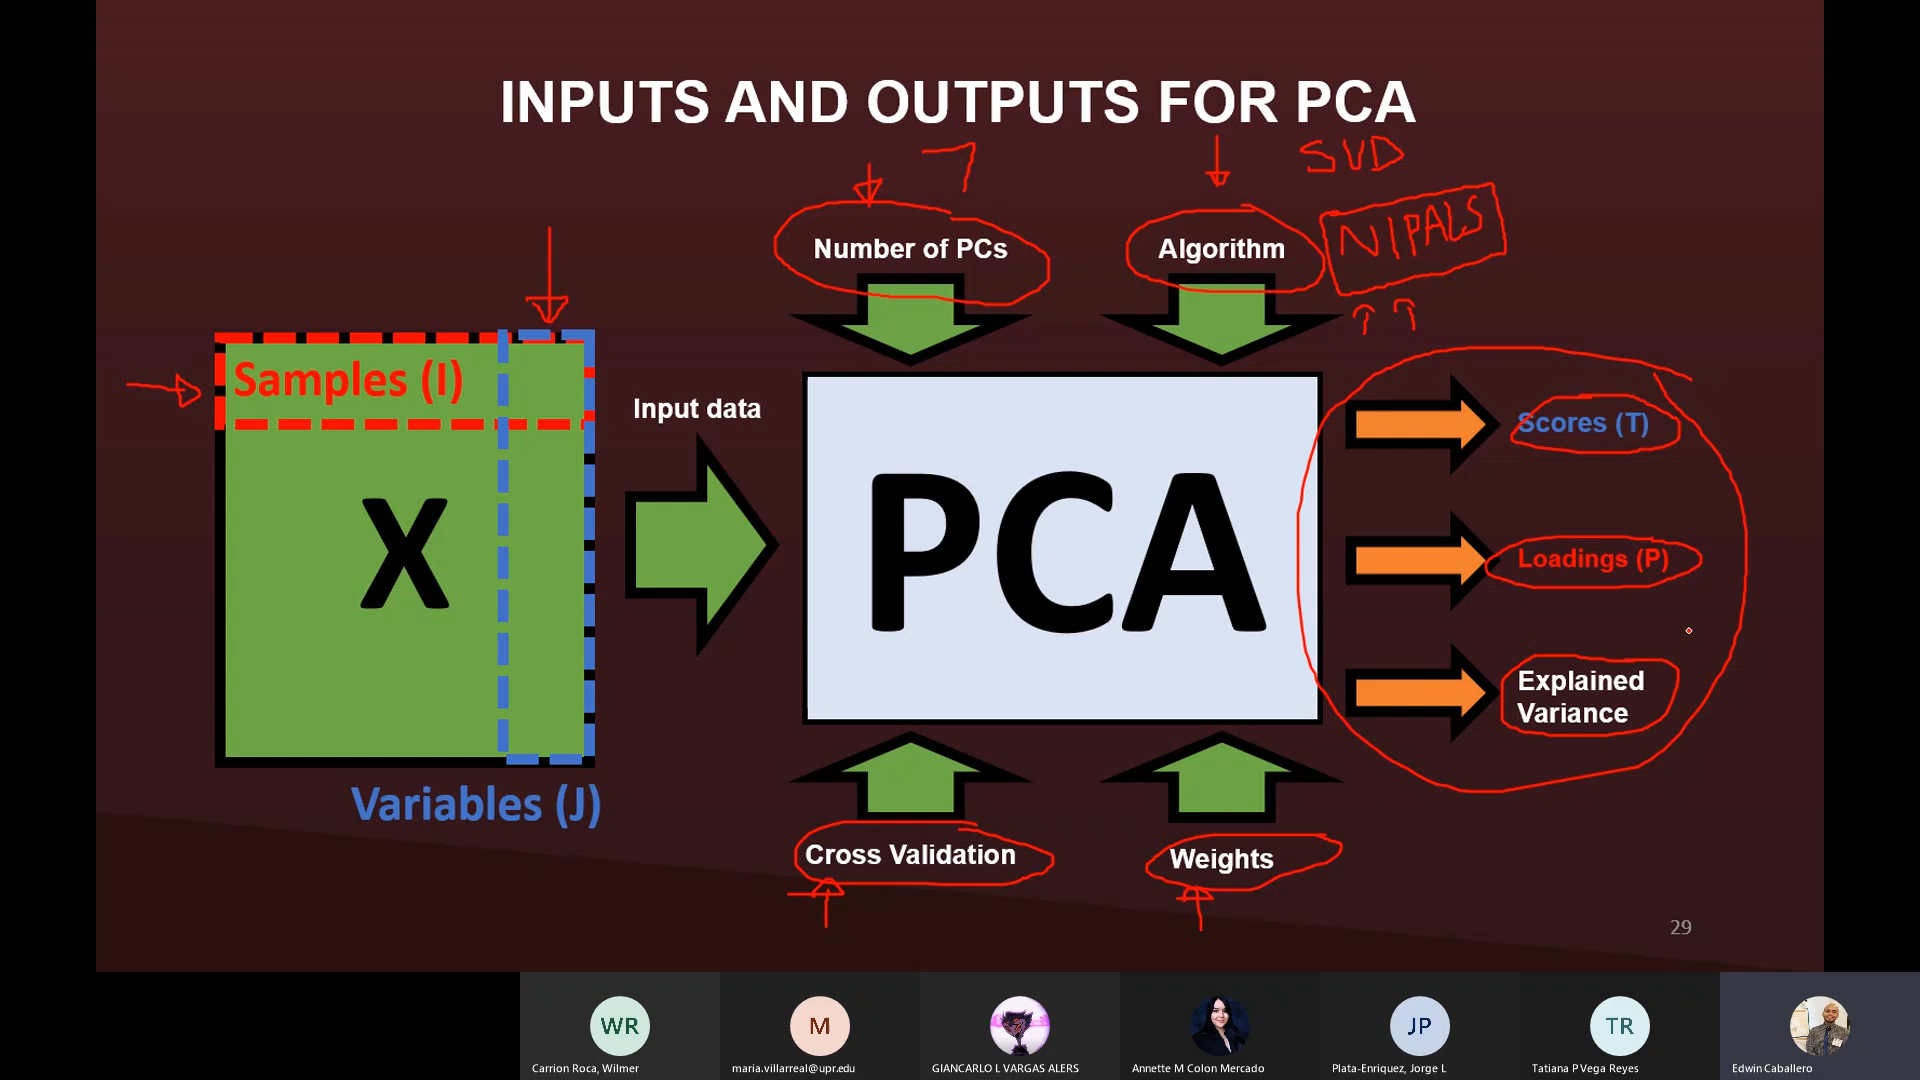 INPUTS AND OUTPUTS FOR PCA
7
SVD
NIPALS
Number of PCs
Algorithm
Samples (I)
Input data
X
PCA
Scores (T)
Loadings (P)
Explained
Variance
Variables (J)
Cross Validation
Weights
29
WR
M
JP
TR
Carrion Roca, Wilmer
maria.villarreal@upr.edu
GIANCARLO L VARGAS ALERS
Annette M Colon Mercado
Plata-Enriquez, Jorge L
Tatiana P Vega Reyes
Edwin Caballero